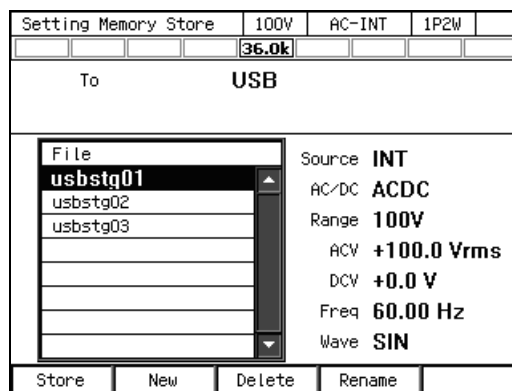 Setting Memory Store 100V AC-INT 1P2W
36.0k
To USB
File
usbstg01
usbstg02
usbstg03
Source INT
AC/DC ACDC
Range 100V
ACV +100.0 Vrms
DCV +0.0 V
Freq 60.00 Hz
Wave SIN
Store New Delete Rename